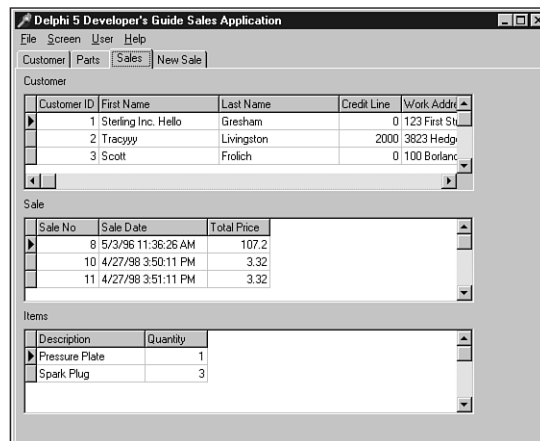 Delphi 5 Developer's Guide Sales Application
File Screen User Help
Customer Parts Sales New Sale
Customer
Customer ID First Name Last Name Credit Line Work Addre
1 Sterling Inc. Hello Gresham 0 123 First Str
2 Tracyyy Livingston 2000 3823 Hedg
3 Scott Frolich 0 100 Borland
Sale
Sale No Sale Date Total Price
8 5/3/96 11:36:26 AM 107.2
10 4/27/98 3:50:11 PM 3.32
11 4/27/98 3:51:11 PM 3.32
Items
Description Quantity
Pressure Plate 1
Spark Plug 3